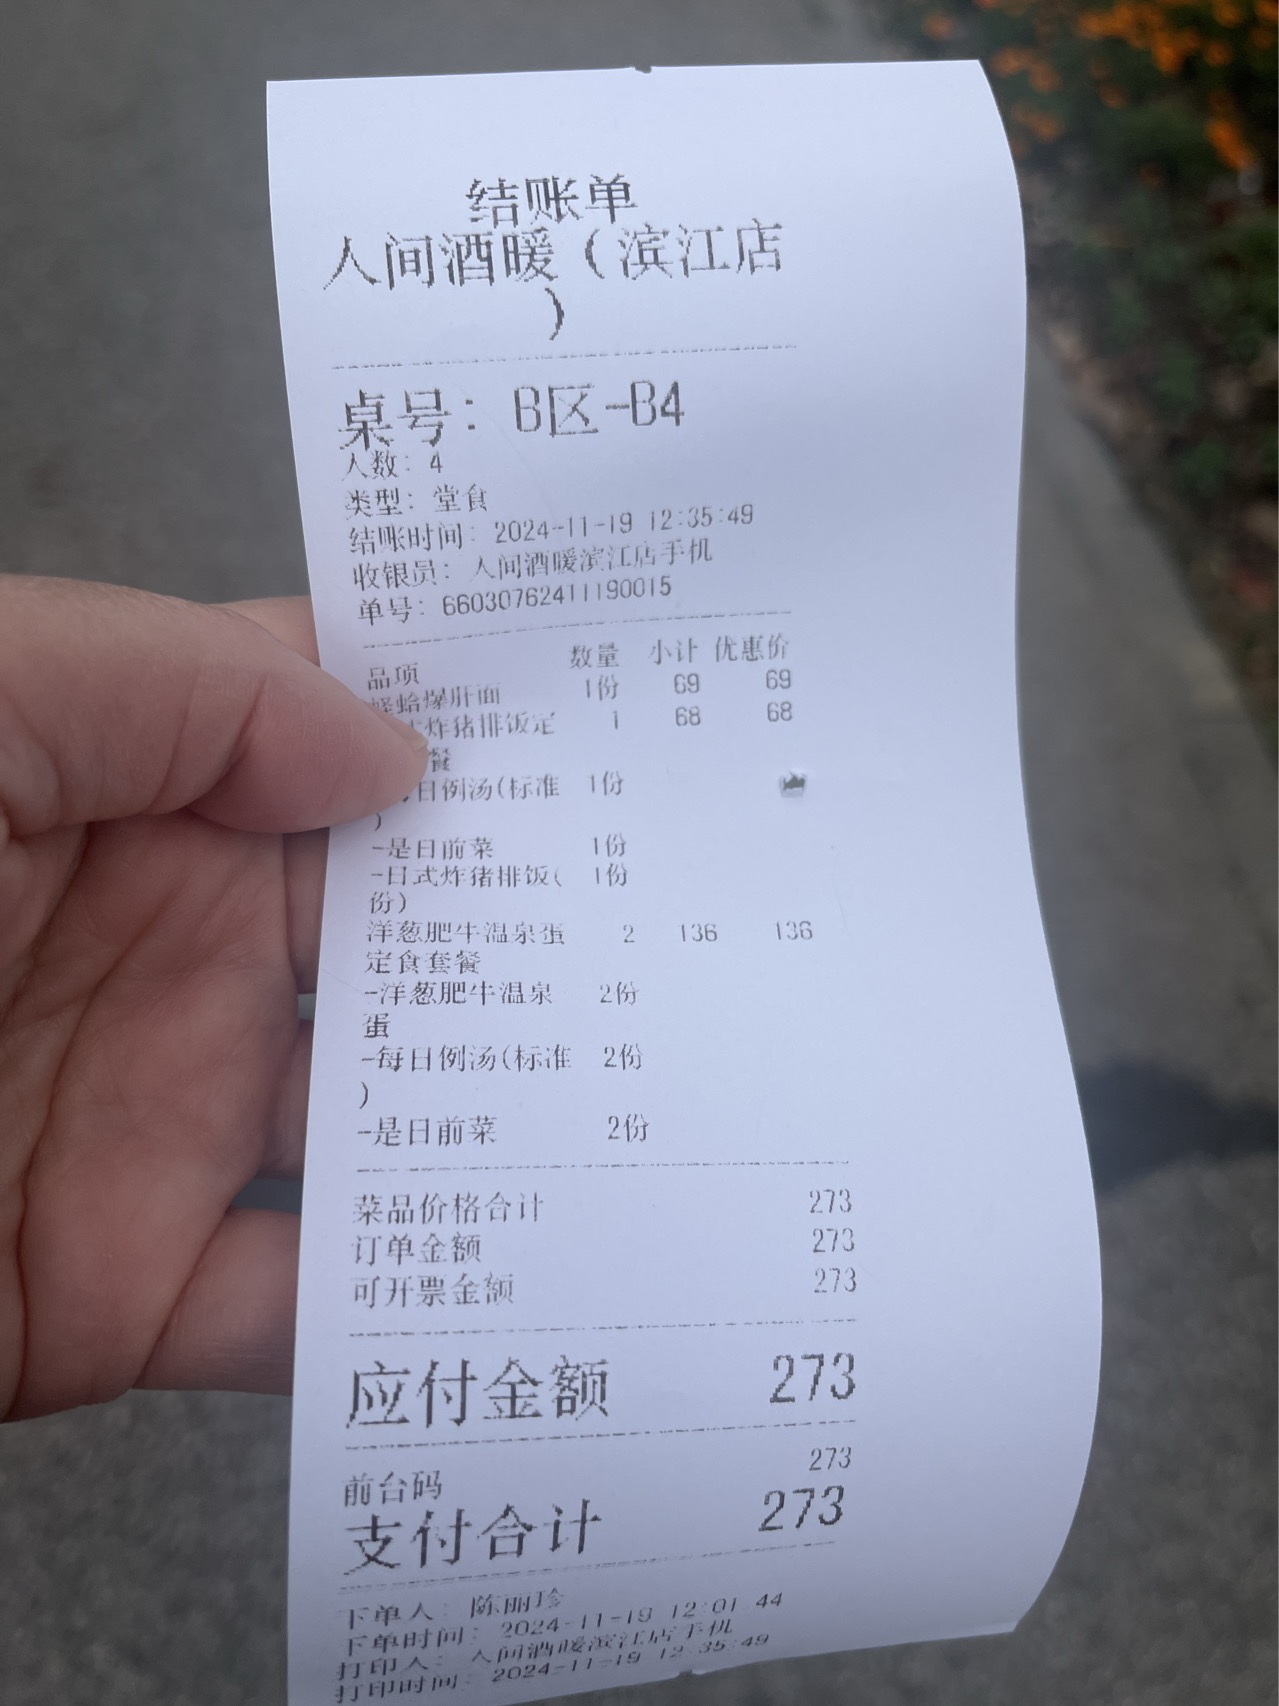 结账单
人间酒暖（滨江店
）
桌号：B区-B4
人数：4
类型：堂食
结账时间：2024-11-19 12:35:49
收银员：人间酒暖滨江店手机
单号：66030762411190015
品项 数量 小计 优惠价
蛤爆肝面 1份 69 69
炸猪排饭定 1 68 68
餐
日例汤(标准 1份
)
-是日前菜 1份
-日式炸猪排饭( 1份
份)
洋葱肥牛温泉蛋 2 136 136
定食套餐
-洋葱肥牛温泉 2份
蛋
-每日例汤(标准 2份
)
-是日前菜 2份
菜品价格合计 273
订单金额 273
可开票金额 273
应付金额 273
前台码 273
支付合计 273
下单人：陈丽珍
下单时间：2024-11-19 12:01:44
打印人：人间酒暖滨江店手机
打印时间：2024-11-19 12:35:49